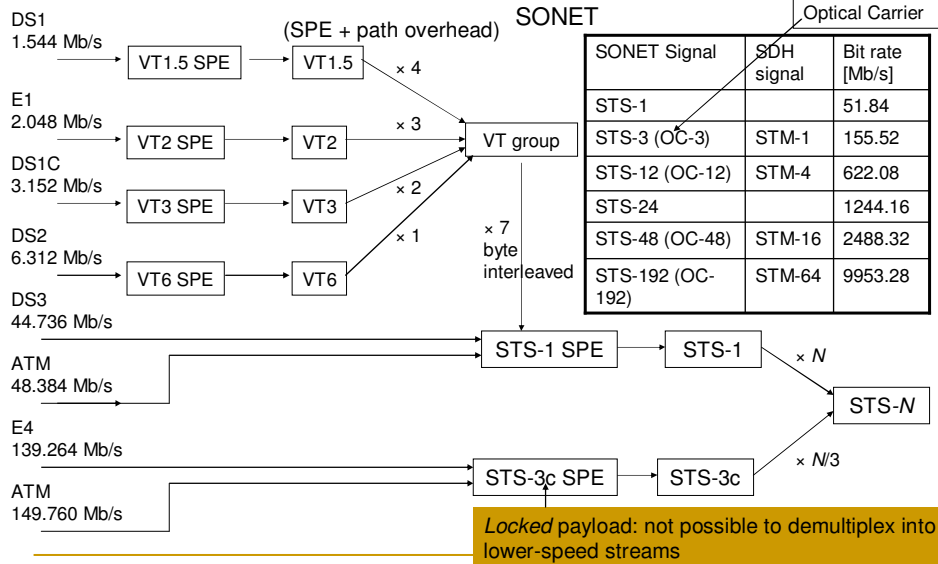 SONET
Optical Carrier
(SPE + path overhead)
DS1
1.544 Mb/s
VT1.5 SPE
VT1.5
× 4
E1
2.048 Mb/s
VT2 SPE
VT2
× 3
VT group
DS1C
3.152 Mb/s
VT3 SPE
VT3
× 2
DS2
6.312 Mb/s
VT6 SPE
VT6
× 1
× 7
byte
interleaved
DS3
44.736 Mb/s
STS-1 SPE
STS-1
× N
ATM
48.384 Mb/s
STS-N
E4
139.264 Mb/s
STS-3c SPE
STS-3c
× N/3
ATM
149.760 Mb/s
Locked payload: not possible to demultiplex into
lower-speed streams
SONET Signal
SDH
signal
Bit rate
[Mb/s]
STS-1
51.84
STS-3 (OC-3)
STM-1
155.52
STS-12 (OC-12)
STM-4
622.08
STS-24
1244.16
STS-48 (OC-48)
STM-16
2488.32
STS-192 (OC-
192)
STM-64
9953.28